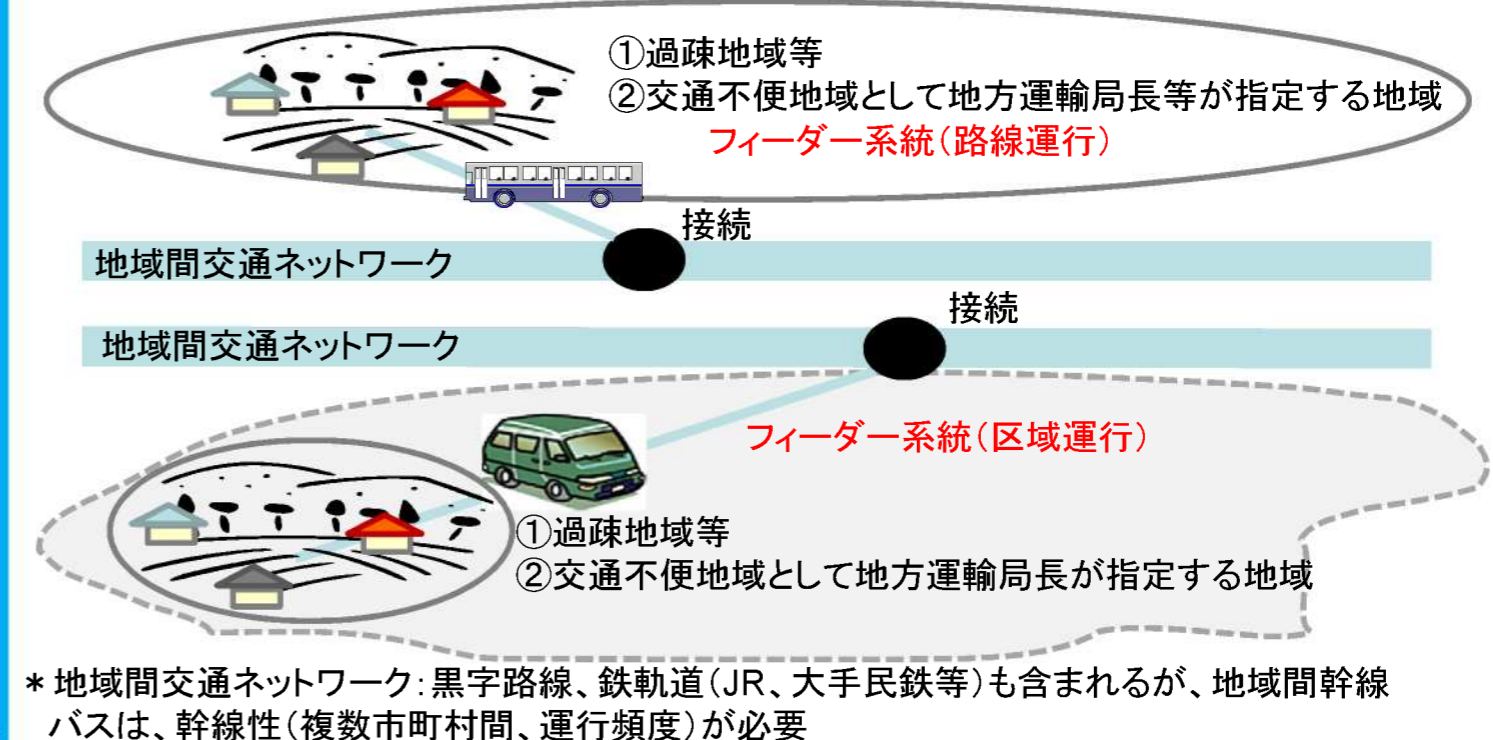 ①過疎地域等
②交通不便地域として地方運輸局長等が指定する地域
フィーダー系統(路線運行)
接続
地域間交通ネットワーク
接続
地域間交通ネットワーク
フィーダー系統(区域運行)
①過疎地域等
②交通不便地域として地方運輸局長が指定する地域
*地域間交通ネットワーク:黒字路線、鉄軌道(JR、大手民鉄等)も含まれるが、地域間幹線
バスは、幹線性(複数市町村間、運行頻度)が必要